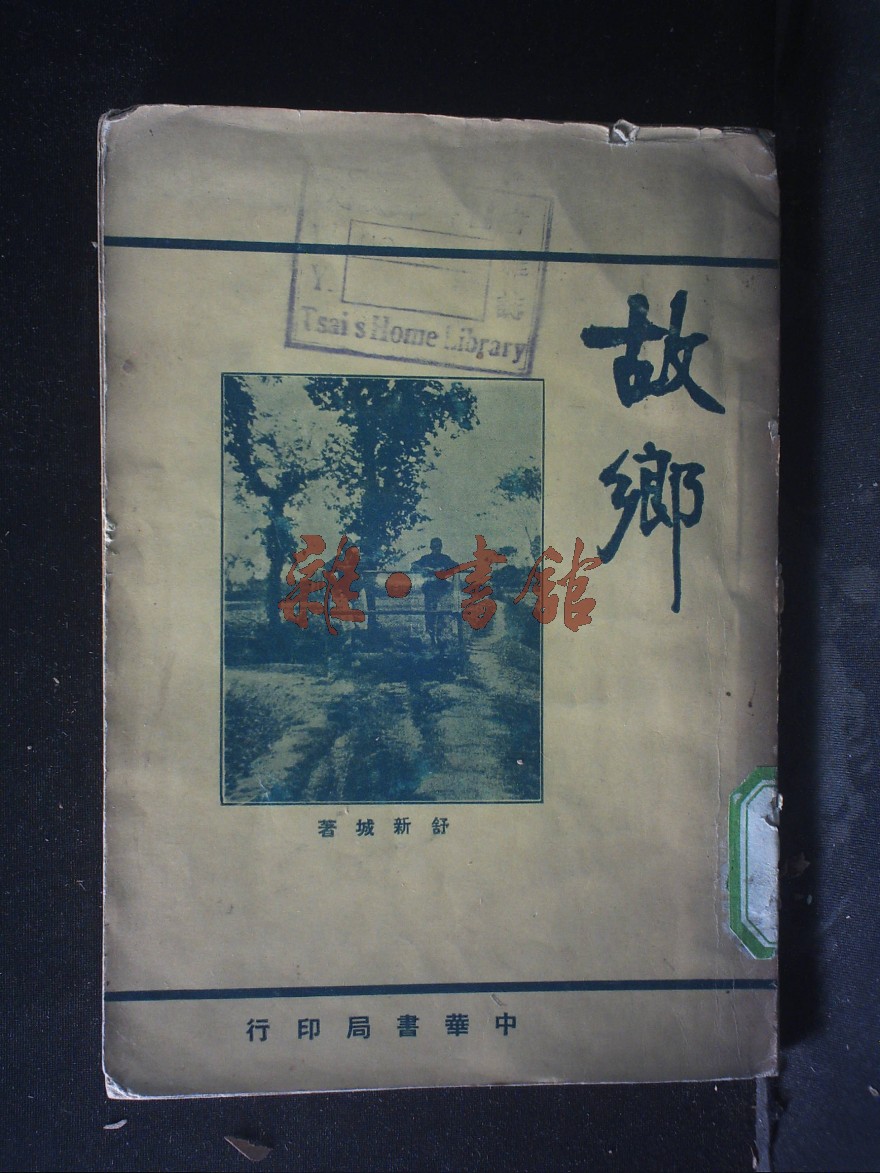 故鄉
Y.
Tsai's Home Library
雜·書館
舒新城著
中華書局印行